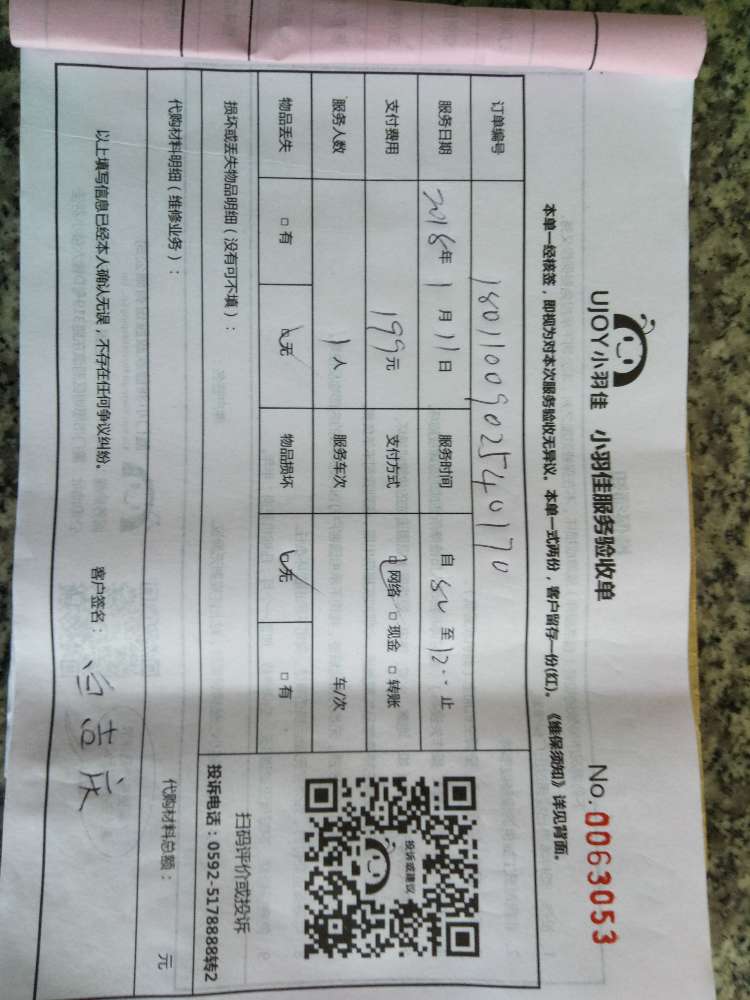 UJOY小羽佳 小羽佳服务验收单 No.0063053
本单一经核签,即视为对本次服务验收无异议。本单一式两份,客户留存一份(红)。《维保须知》详见背面。
订单编号 1801100902540170
服务日期 2018年1月11日 服务时间 自 至12:00止
支付费用 199元 支付方式 □网络 □现金 □转账
服务人数 1人 服务车次 车/次
物品丢失 □有 □无 物品损坏 □无 □有
损坏或丢失物品明细(没有可不填):
投诉或建议
扫码评价或投诉
投诉电话:0592-5178888转2
代购材料明细(维修业务): 代购材料总额: 元
以上填写信息已经本人确认无误,不存在任何争议纠纷。 客户签名: